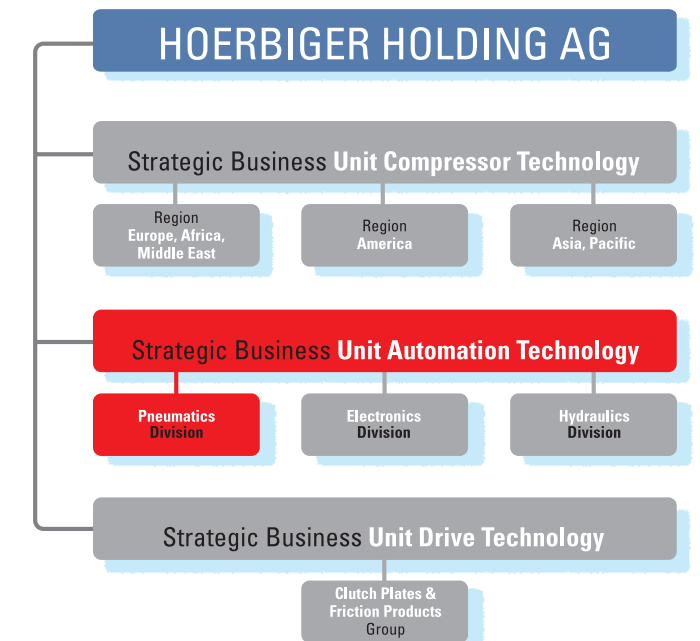 HOERBIGER HOLDING AG
Strategic Business Unit Compressor Technology
Region
Europe, Africa,
Middle East
Region
America
Region
Asia, Pacific
Strategic Business Unit Automation Technology
Pneumatics
Division
Electronics
Division
Hydraulics
Division
Strategic Business Unit Drive Technology
Clutch Plates &
Friction Products
Group